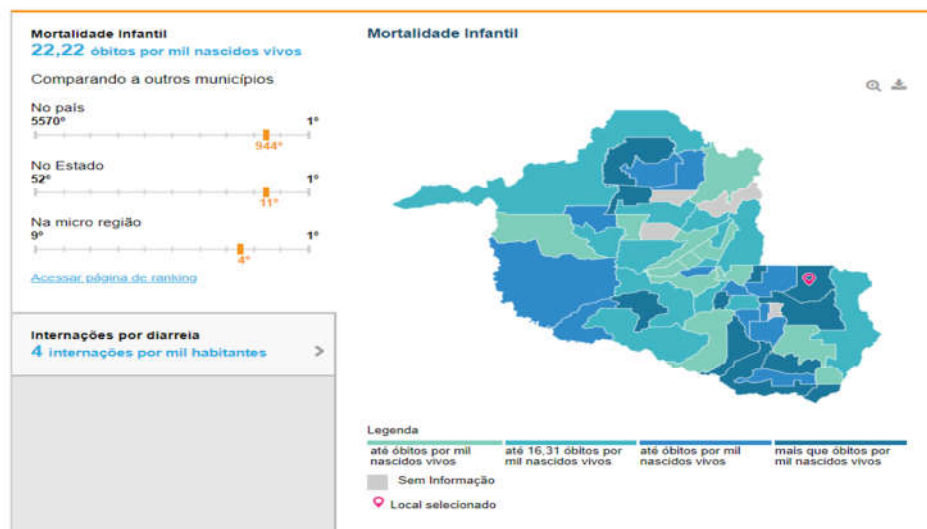 Mortalidade Infantil
22,22 óbitos por mil nascidos vivos
Comparando a outros municípios
No país
5570º 1º
944º
No Estado
52º 1º
11º
Na micro região
9º 1º
4º
Acessar página de ranking
Internações por diarreia
4 internações por mil habitantes
Mortalidade Infantil
Legenda
até óbitos por mil
nascidos vivos
até 16,31 óbitos por
mil nascidos vivos
até óbitos por mil
nascidos vivos
mais que óbitos por
mil nascidos vivos
Sem Informação
Local selecionado